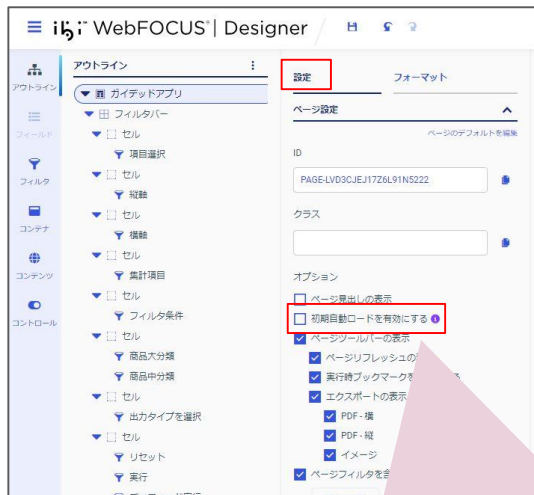 ibi WebFOCUS® | Designer
アウトライン
フィールド
フィルタ
コンテナ
コンテンツ
コントロール
アウトライン
ガイデッドアプリ
フィルタバー
セル
項目選択
セル
縦軸
セル
横軸
セル
集計項目
セル
フィルタ条件
セル
商品大分類
商品中分類
セル
出力タイプを選択
セル
リセット
実行
設定
フォーマット
ページ設定
ページのデフォルトを編集
ID
PAGE-LVD3CJEJ17Z6L91N5222
クラス
オプション
ページ見出しの表示
初期自動ロードを有効にする
ページツールバーの表示
ページリフレッシュの
実行時ブックマークを
エクスポートの表示
PDF - 横
PDF - 縦
イメージ
ページフィルタを含